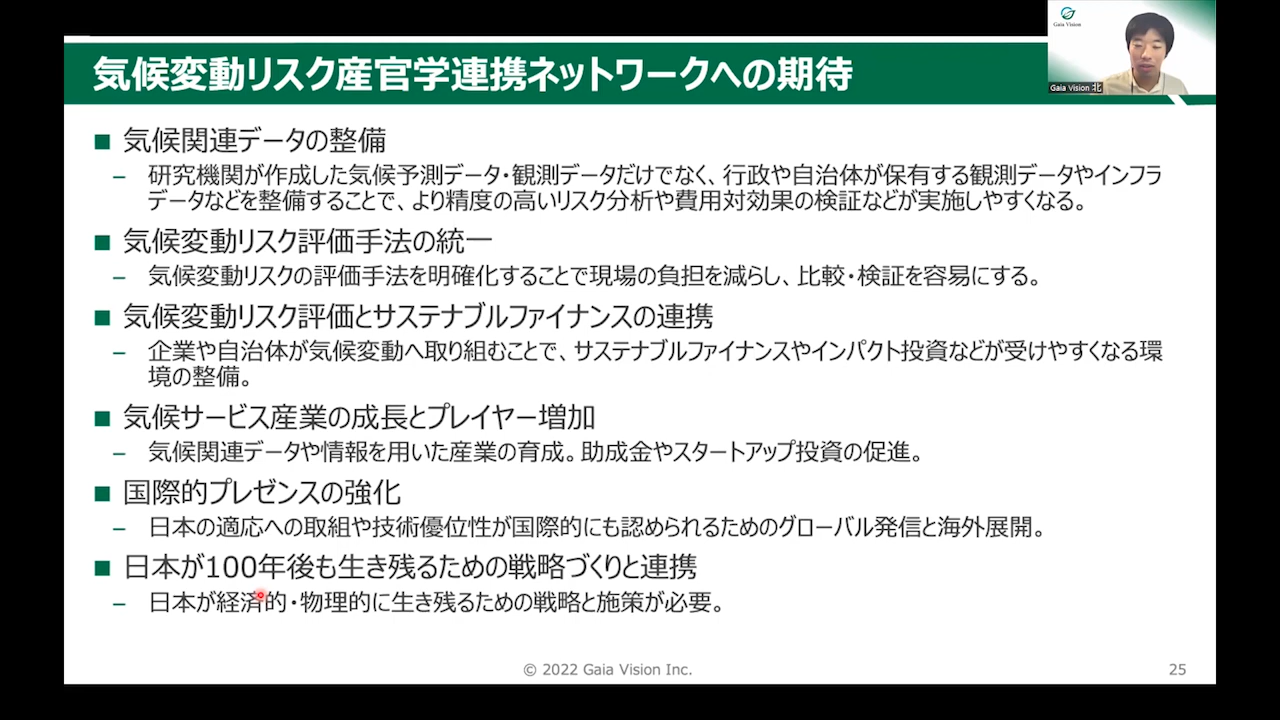 気候変動リスク産官学連携ネットワークへの期待
Gaia Vision
Gaia Vision 北
■ 気候関連データの整備
– 研究機関が作成した気候予測データ・観測データだけでなく、行政や自治体が保有する観測データやインフラ
データなどを整備することで、より精度の高いリスク分析や費用対効果の検証などが実施しやすくなる。
■ 気候変動リスク評価手法の統一
– 気候変動リスクの評価手法を明確化することで現場の負担を減らし、比較・検証を容易にする。
■ 気候変動リスク評価とサステナブルファイナンスの連携
– 企業や自治体が気候変動へ取り組むことで、サステナブルファイナンスやインパクト投資などが受けやすくなる環
境の整備。
■ 気候サービス産業の成長とプレイヤー増加
– 気候関連データや情報を用いた産業の育成。助成金やスタートアップ投資の促進。
■ 国際的プレゼンスの強化
– 日本の適応への取組や技術優位性が国際的にも認められるためのグローバル発信と海外展開。
■ 日本が100年後も生き残るための戦略づくりと連携
– 日本が経済的・物理的に生き残るための戦略と施策が必要。
© 2022 Gaia Vision Inc.
25